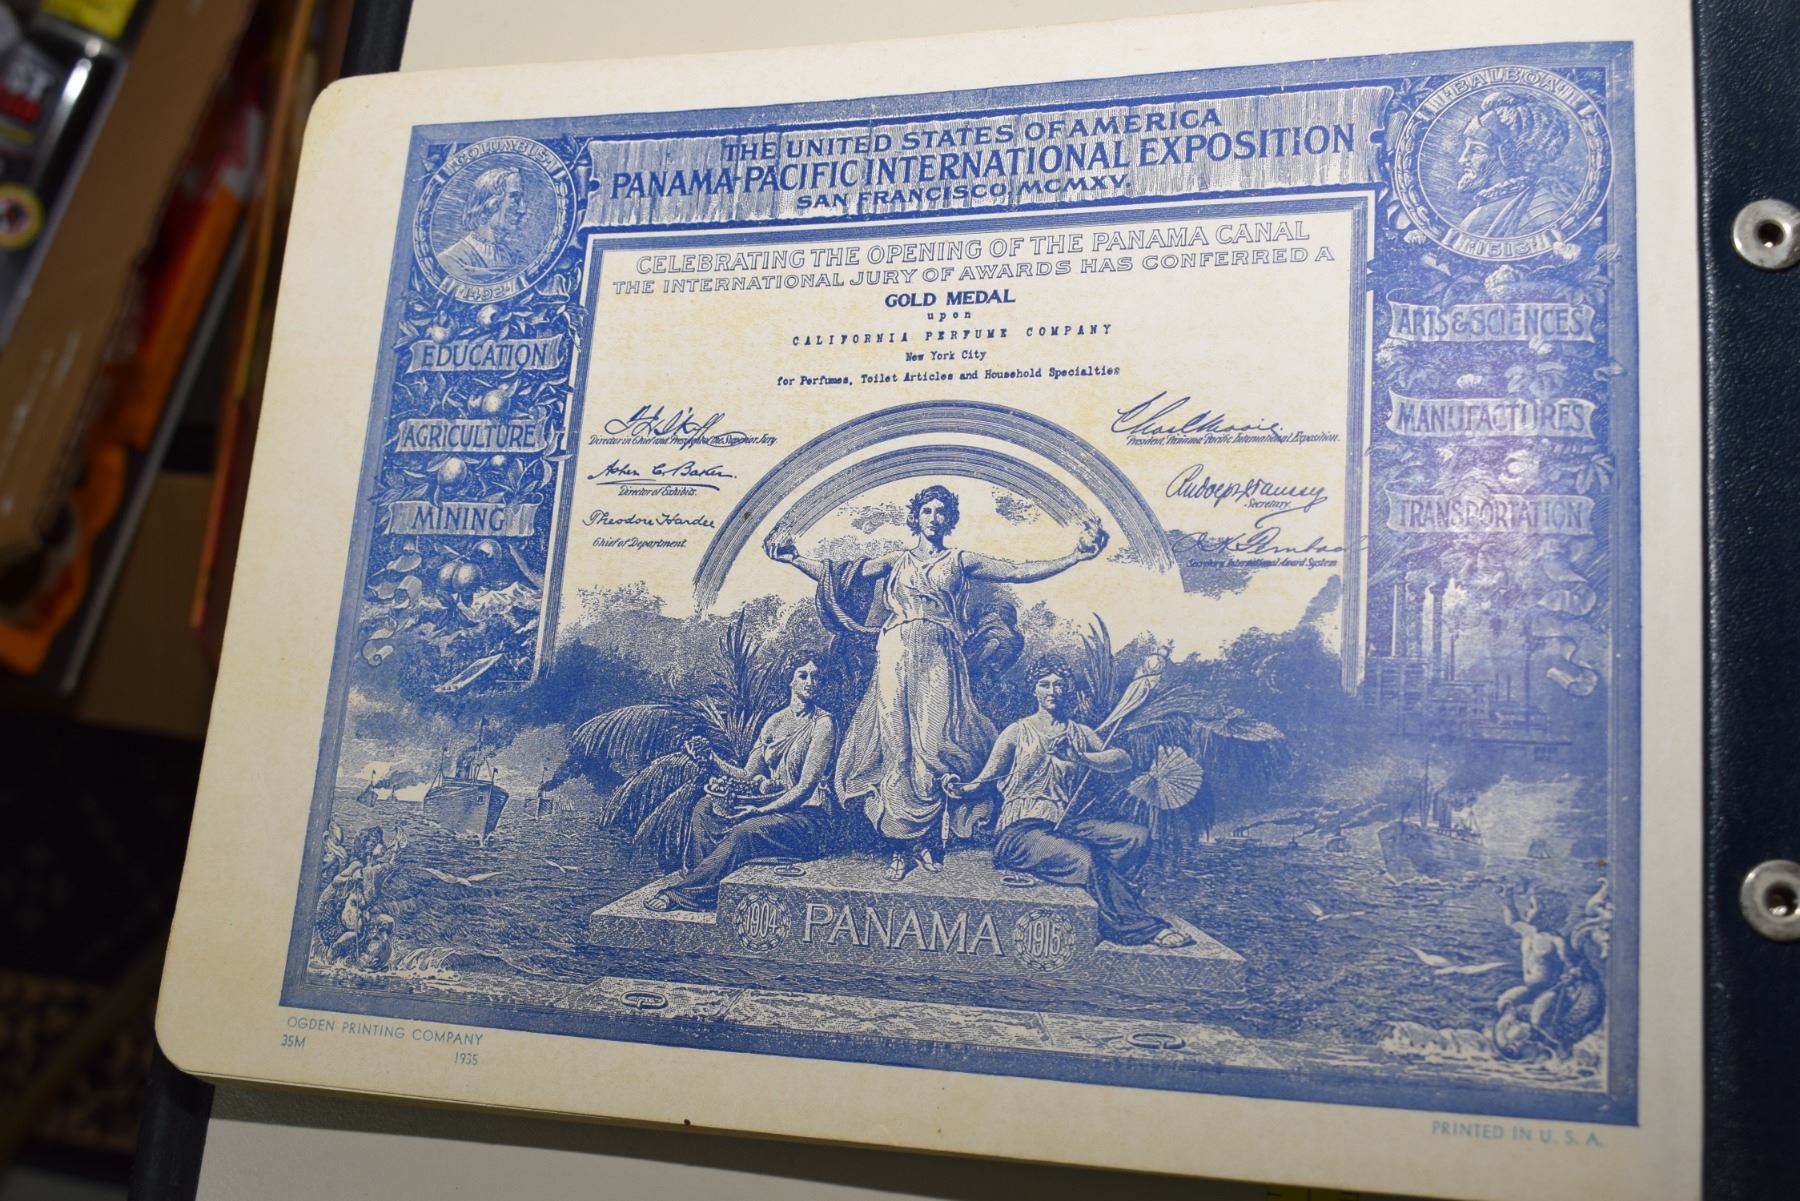 THE UNITED STATES OF AMERICA
PANAMA-PACIFIC INTERNATIONAL EXPOSITION
SAN FRANCISCO, MCMXV.
COLUMBUS
1492
BALBOA
1513
CELEBRATING THE OPENING OF THE PANAMA CANAL
THE INTERNATIONAL JURY OF AWARDS HAS CONFERRED A
GOLD MEDAL
upon
CALIFORNIA PERFUME COMPANY
New York City
for Perfumes, Toilet Articles and Household Specialties
EDUCATION
AGRICULTURE
MINING
ARTS & SCIENCES
MANUFACTURES
TRANSPORTATION
Director in Chief and President of the Superior Jury
Asher C. Baker.
Director of Exhibits.
Theodore Hardee
Chief of Department.
President, Panama Pacific International Exposition.
Rudolph Taussig
Secretary.
Secretary, International Award System
1904 PANAMA 1915
OGDEN PRINTING COMPANY
35M 1935
PRINTED IN U. S. A.